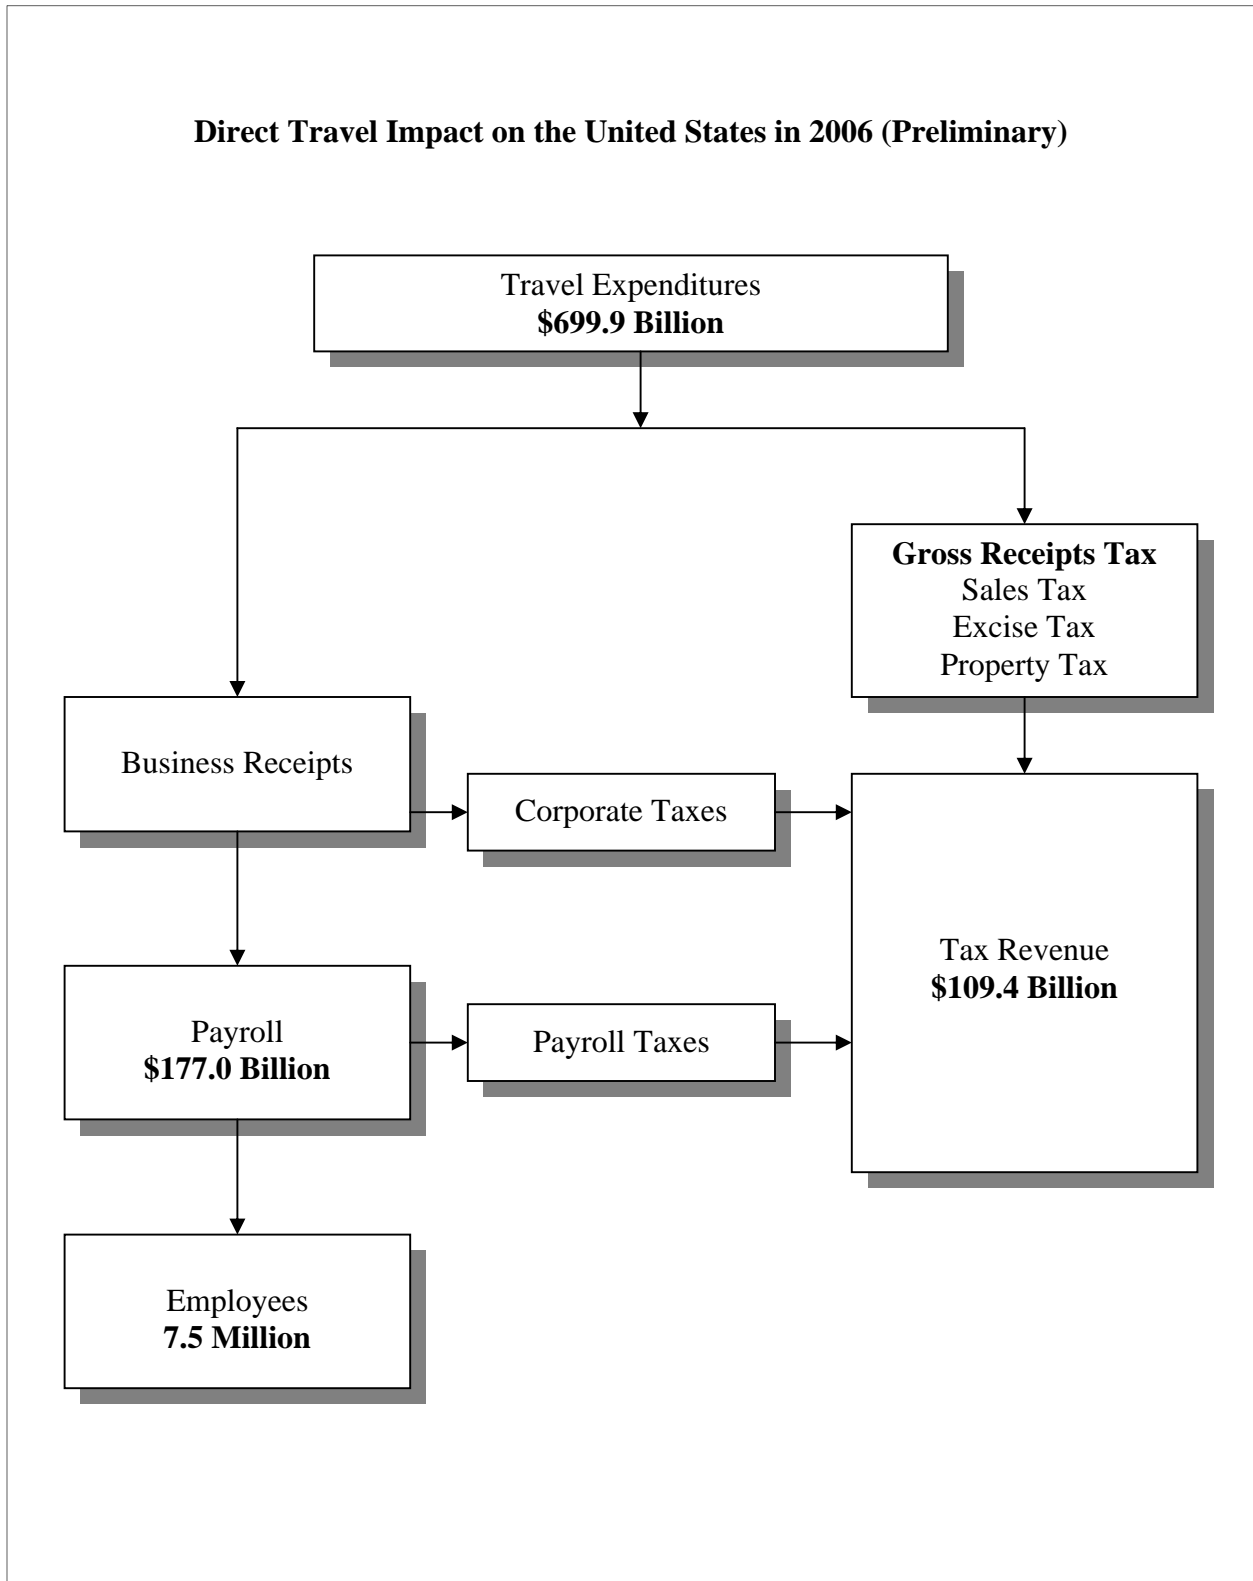 Direct Travel Impact on the United States in 2006 (Preliminary)
Travel Expenditures
$699.9 Billion
Gross Receipts Tax
Sales Tax
Excise Tax
Property Tax
Business Receipts
Corporate Taxes
Tax Revenue
$109.4 Billion
Payroll
$177.0 Billion
Payroll Taxes
Employees
7.5 Million